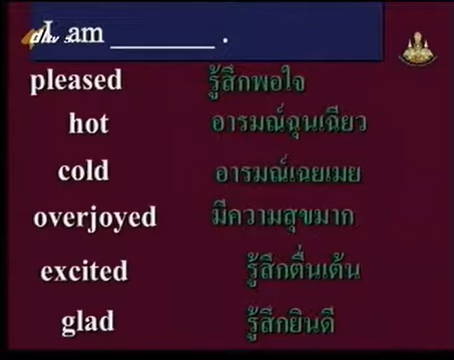 I am _______ .
pleased รู้สึกพอใจ
hot อารมณ์ฉุนเฉียว
cold อารมณ์เฉยเมย
overjoyed มีความสุขมาก
excited รู้สึกตื่นเต้น
glad รู้สึกยินดี